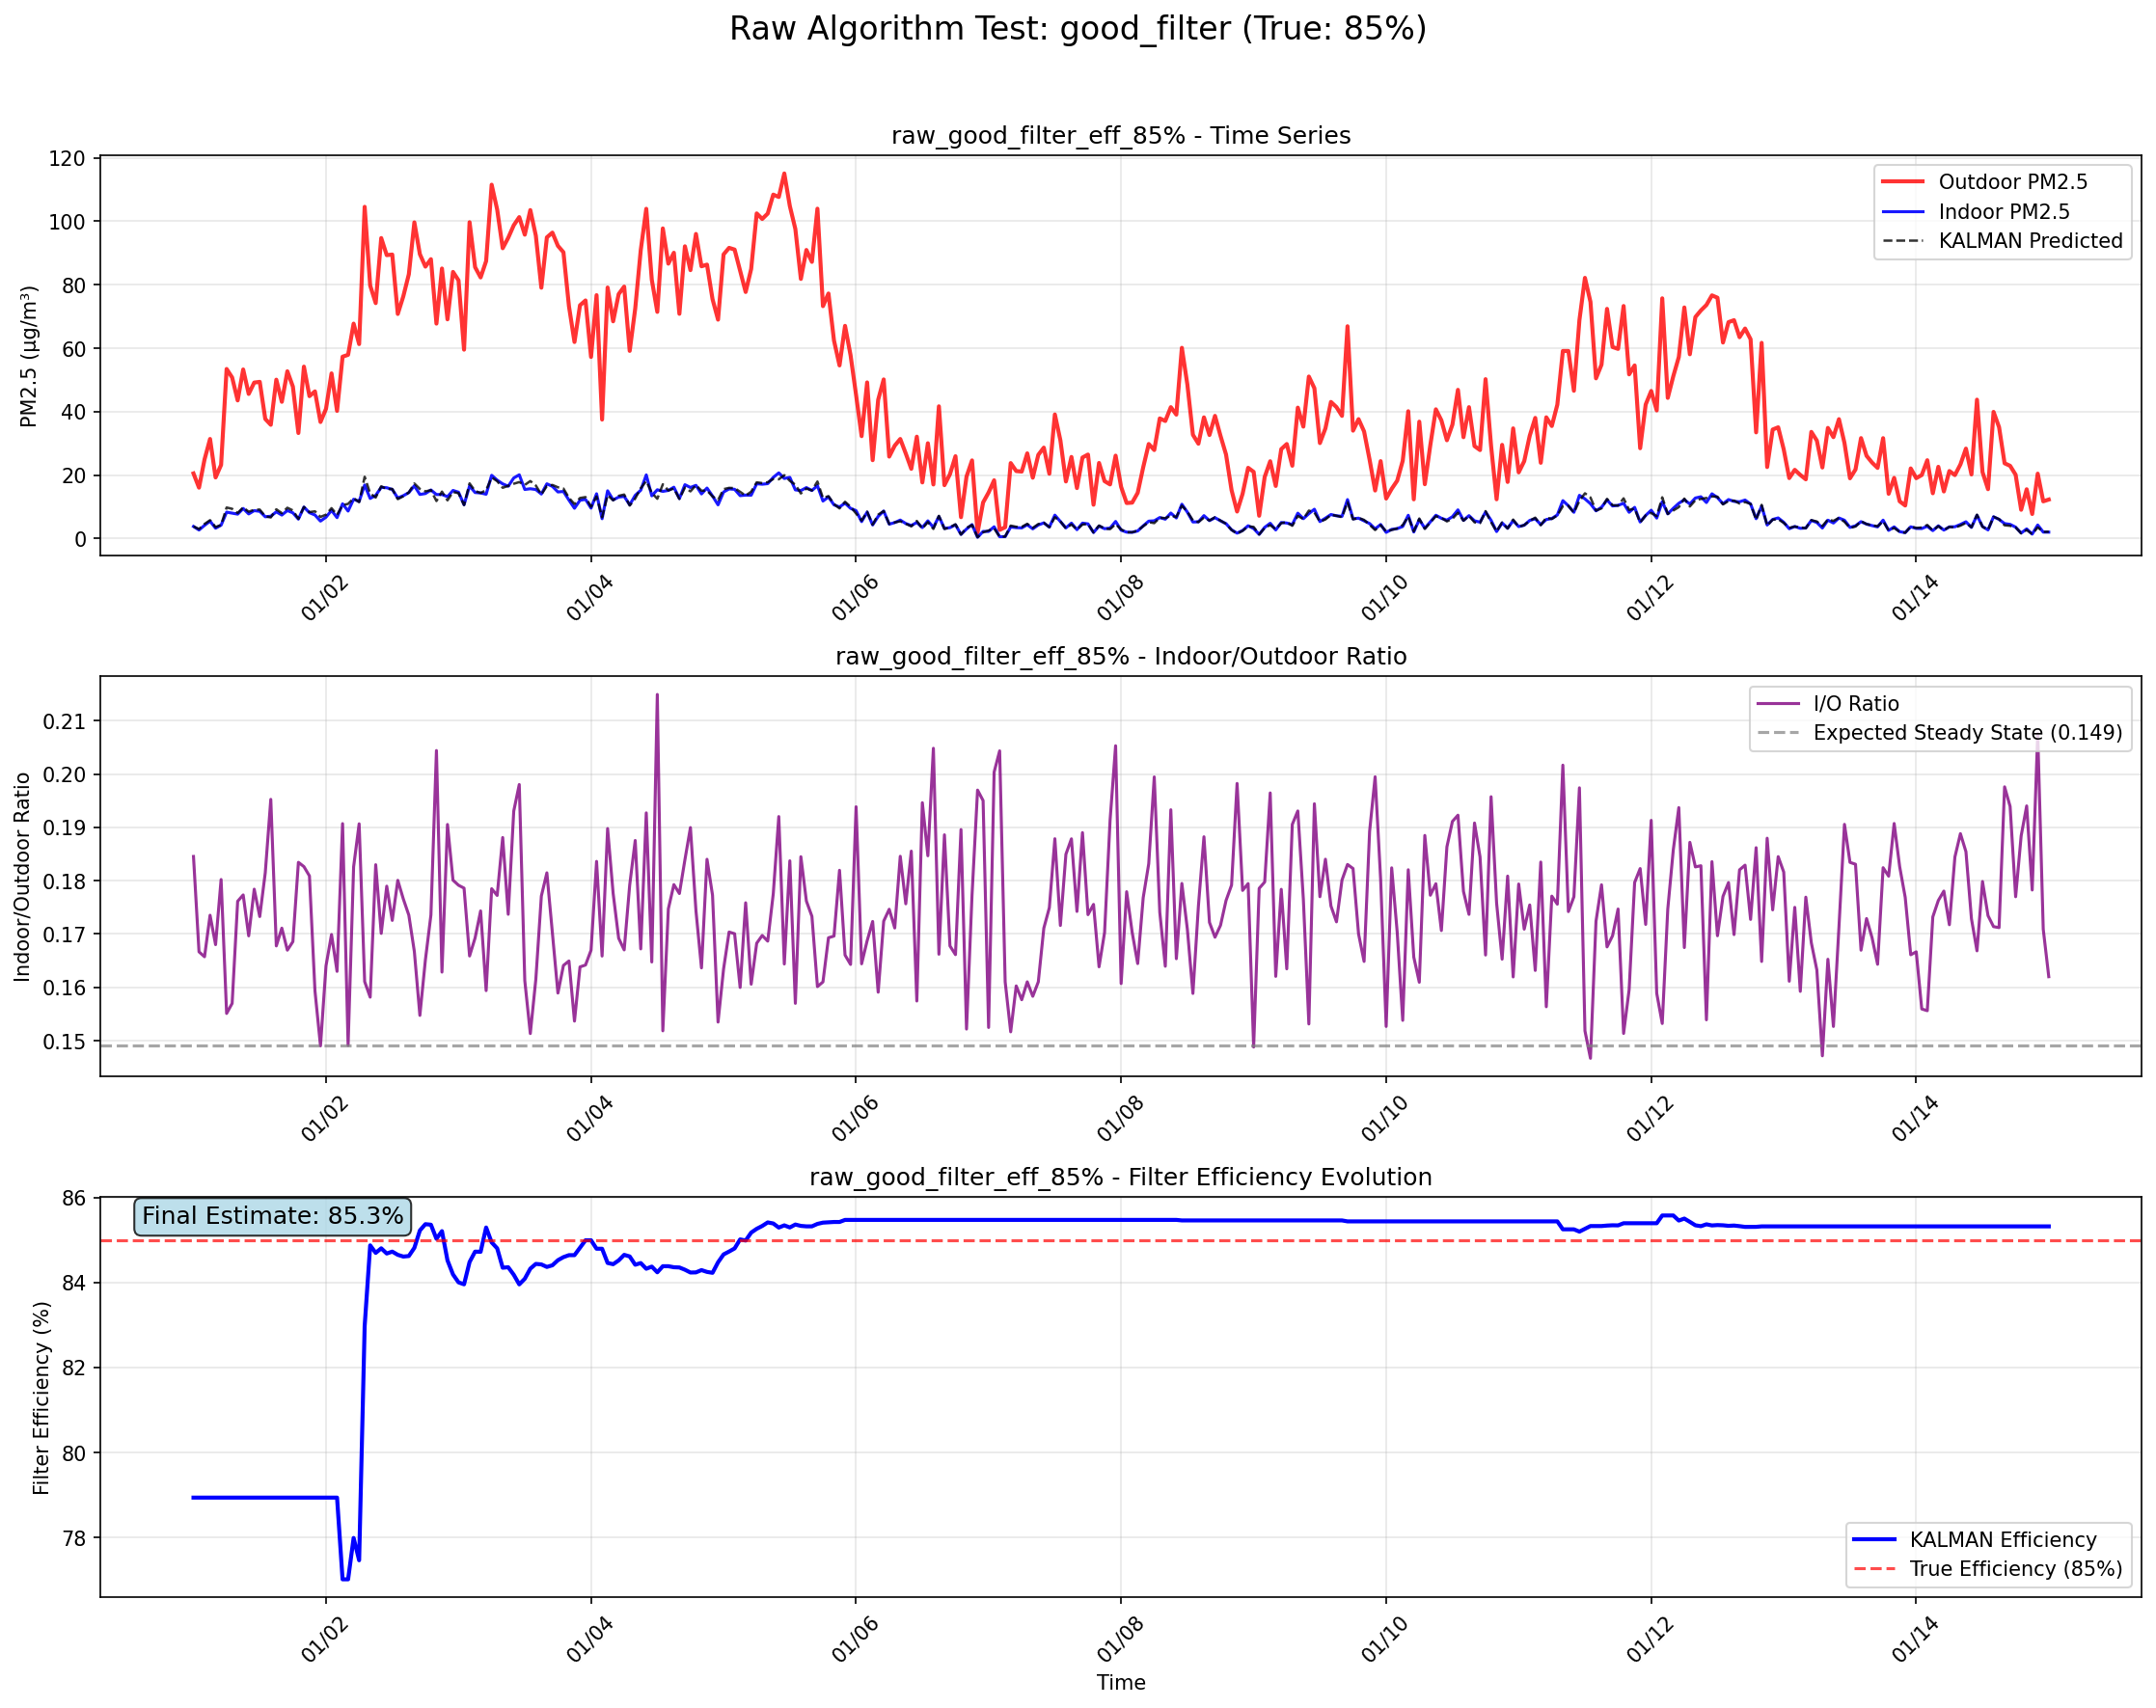 Raw Algorithm Test: good_filter (True: 85%)
raw_good_filter_eff_85% - Time Series
PM2.5 (µg/m³)
120
100
80
60
40
20
0
Outdoor PM2.5
Indoor PM2.5
KALMAN Predicted
01/02
01/04
01/06
01/08
01/10
01/12
01/14
raw_good_filter_eff_85% - Indoor/Outdoor Ratio
Indoor/Outdoor Ratio
0.21
0.20
0.19
0.18
0.17
0.16
0.15
I/O Ratio
Expected Steady State (0.149)
01/02
01/04
01/06
01/08
01/10
01/12
01/14
raw_good_filter_eff_85% - Filter Efficiency Evolution
Filter Efficiency (%)
86
84
82
80
78
Final Estimate: 85.3%
KALMAN Efficiency
True Efficiency (85%)
01/02
01/04
01/06
01/08
01/10
01/12
01/14
Time